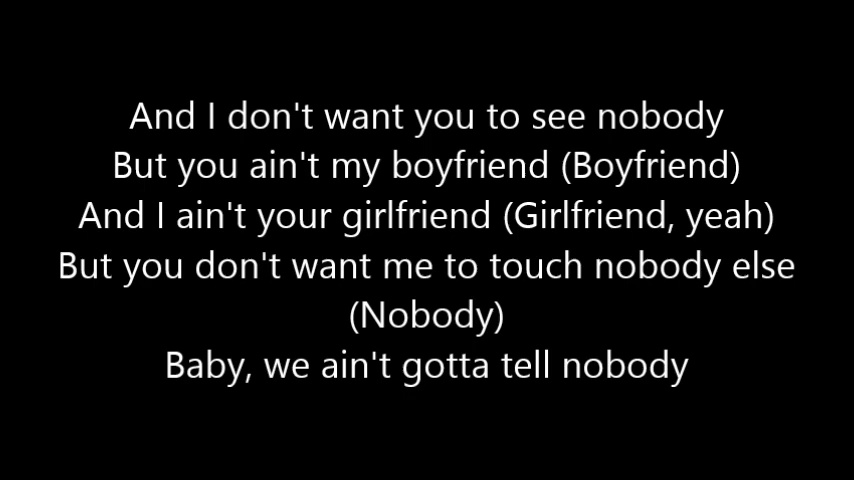 And I don't want you to see nobody
But you ain't my boyfriend (Boyfriend)
And I ain't your girlfriend (Girlfriend, yeah)
But you don't want me to touch nobody else
(Nobody)
Baby, we ain't gotta tell nobody